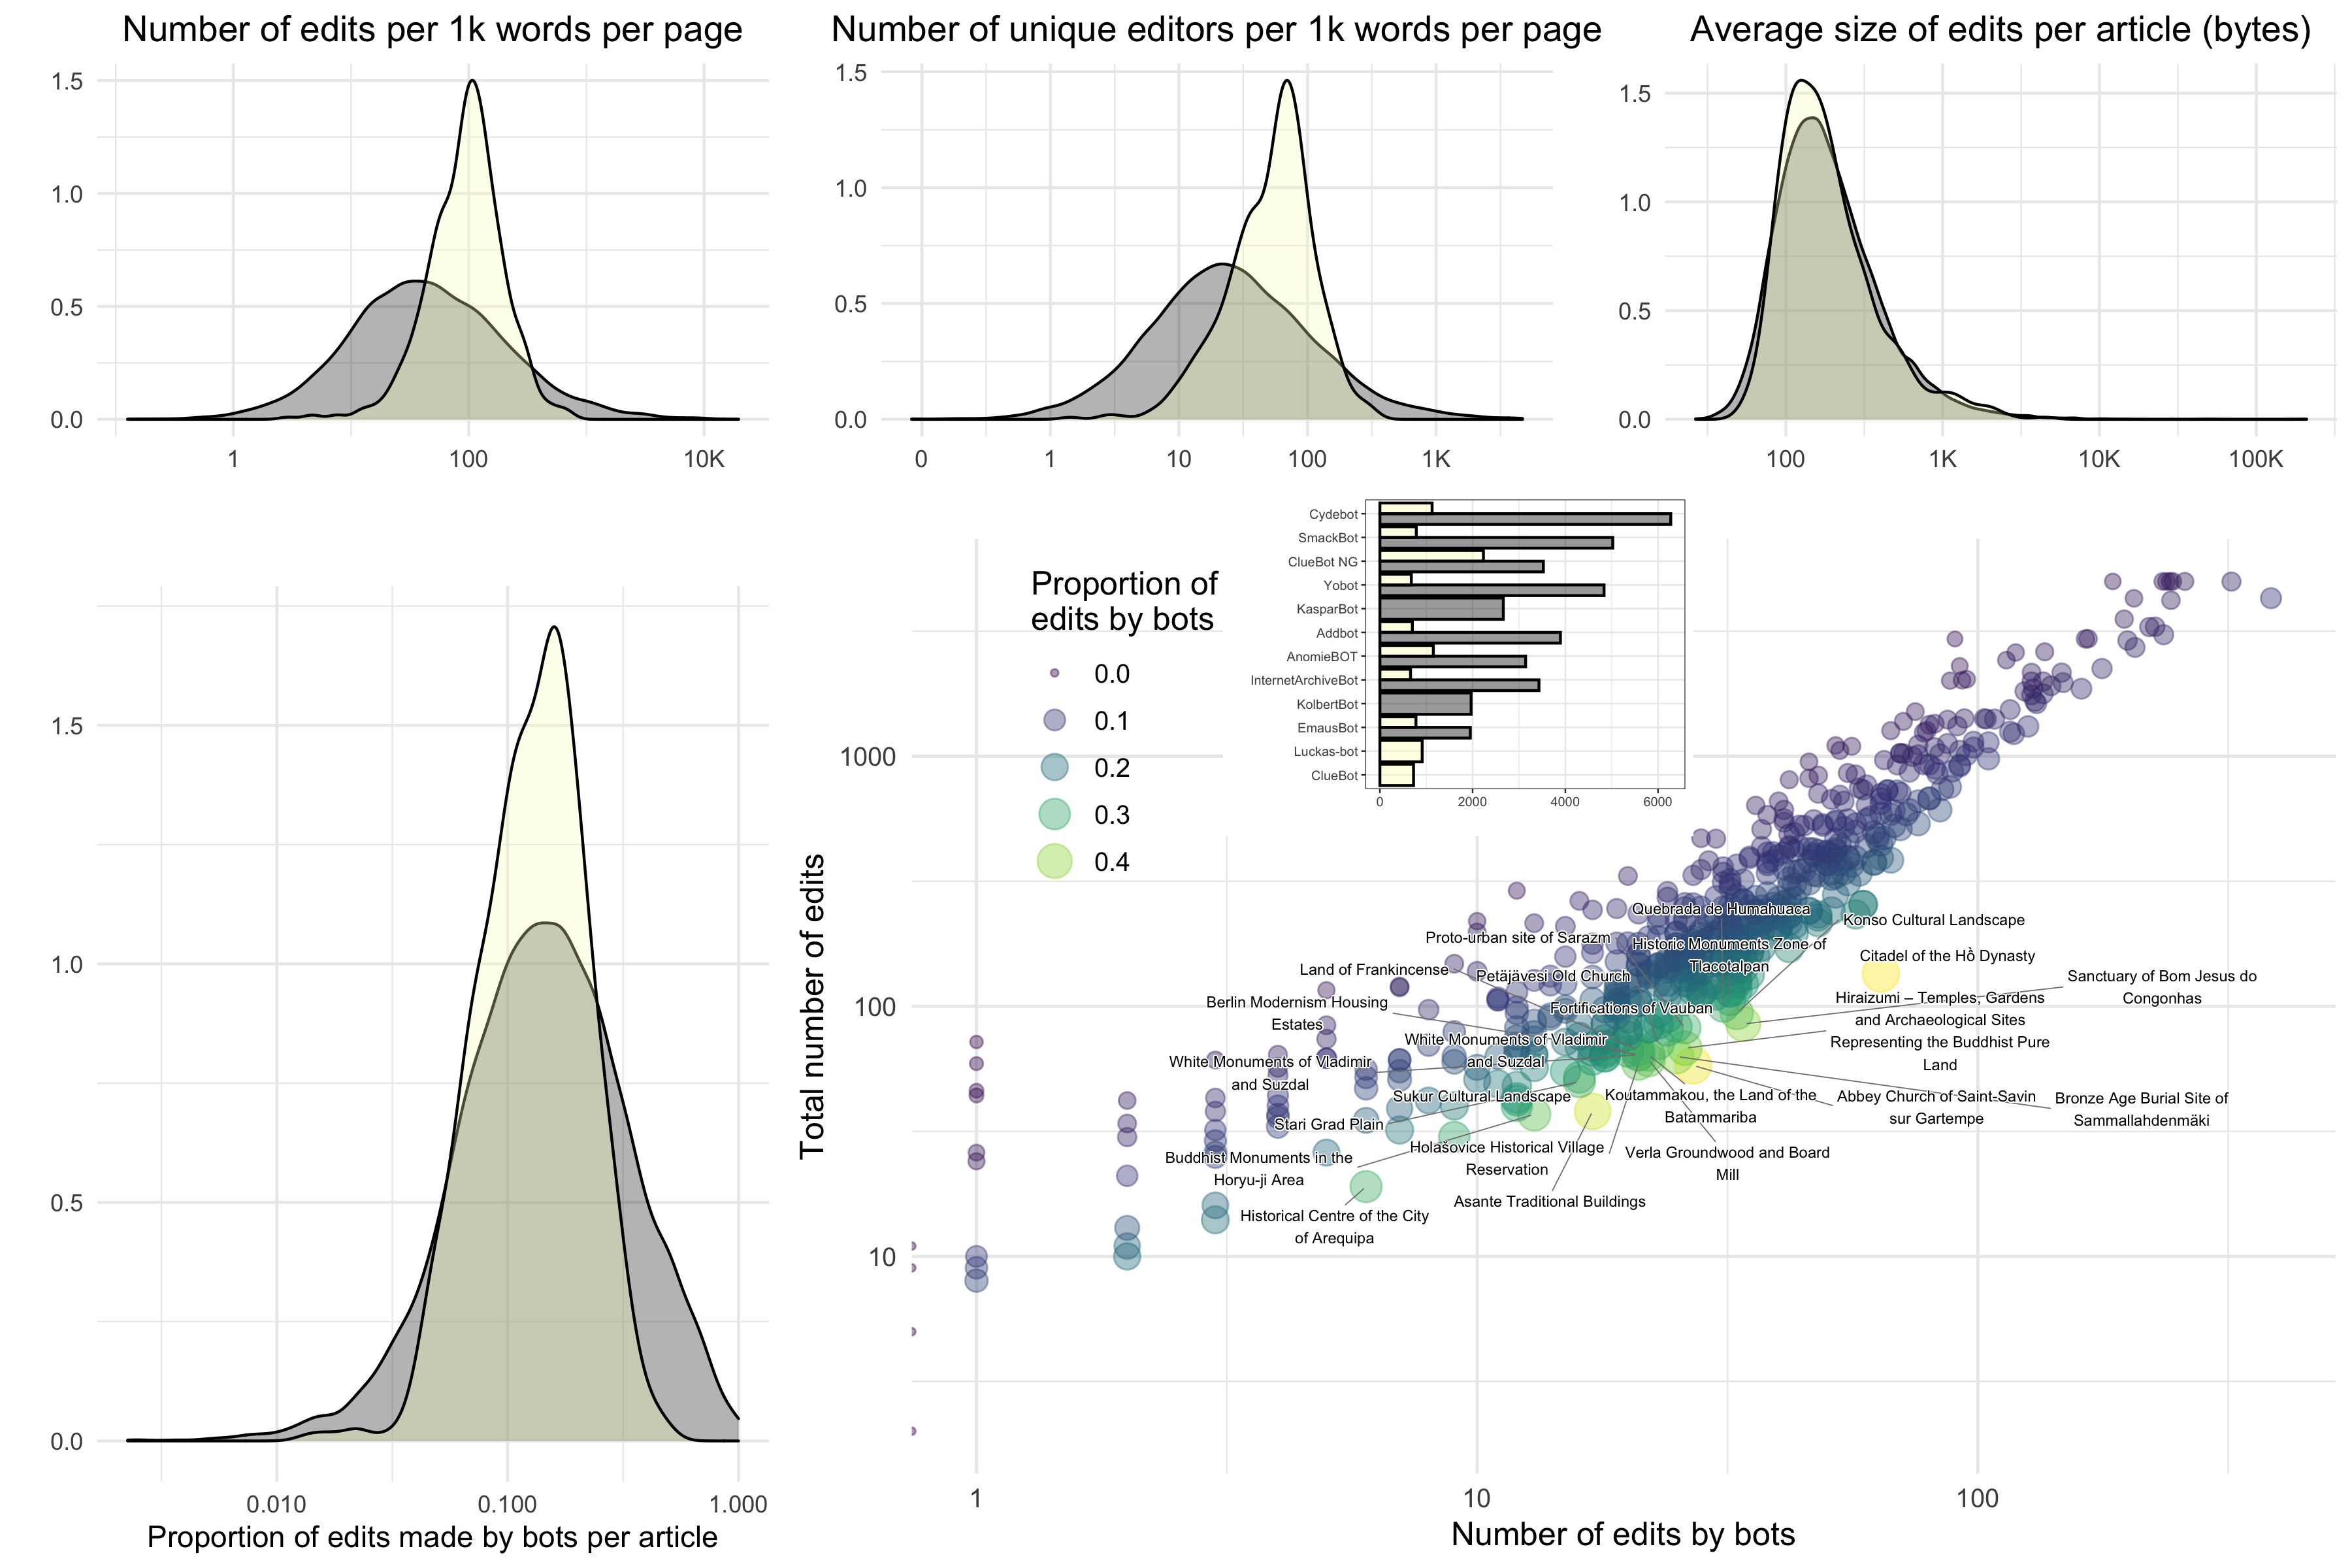 Number of edits per 1k words per page
1.5
1.0
0.5
0.0
1
100
10K
Number of unique editors per 1k words per page
1.5
1.0
0.5
0.0
0
1
10
100
1K
Average size of edits per article (bytes)
1.5
1.0
0.5
0.0
100
1K
10K
100K
1.5
1.0
0.5
0.0
0.010
0.100
1.000
Proportion of edits made by bots per article
Total number of edits
1000
100
10
Proportion of
edits by bots
0.0
0.1
0.2
0.3
0.4
Cydebot
SmackBot
ClueBot NG
Yobot
KasparBot
Addbot
AnomieBOT
InternetArchiveBot
KolbertBot
EmausBot
Luckas-bot
ClueBot
0
2000
4000
6000
Quebrada de Humahuaca
Konso Cultural Landscape
Proto-urban site of Sarazm
Historic Monuments Zone of
Tlacotalpan
Citadel of the Hồ Dynasty
Land of Frankincense
Petäjävesi Old Church
Sanctuary of Bom Jesus do
Congonhas
Berlin Modernism Housing
Estates
Fortifications of Vauban
Hiraizumi – Temples, Gardens
and Archaeological Sites
Representing the Buddhist Pure
Land
White Monuments of Vladimir
and Suzdal
White Monuments of Vladimir
and Suzdal
Sukur Cultural Landscape
Koutammakou, the Land of the
Batammariba
Abbey Church of Saint-Savin
sur Gartempe
Bronze Age Burial Site of
Sammallahdenmäki
Stari Grad Plain
Holašovice Historical Village
Reservation
Verla Groundwood and Board
Mill
Buddhist Monuments in the
Horyu-ji Area
Asante Traditional Buildings
Historical Centre of the City
of Arequipa
1
10
100
Number of edits by bots